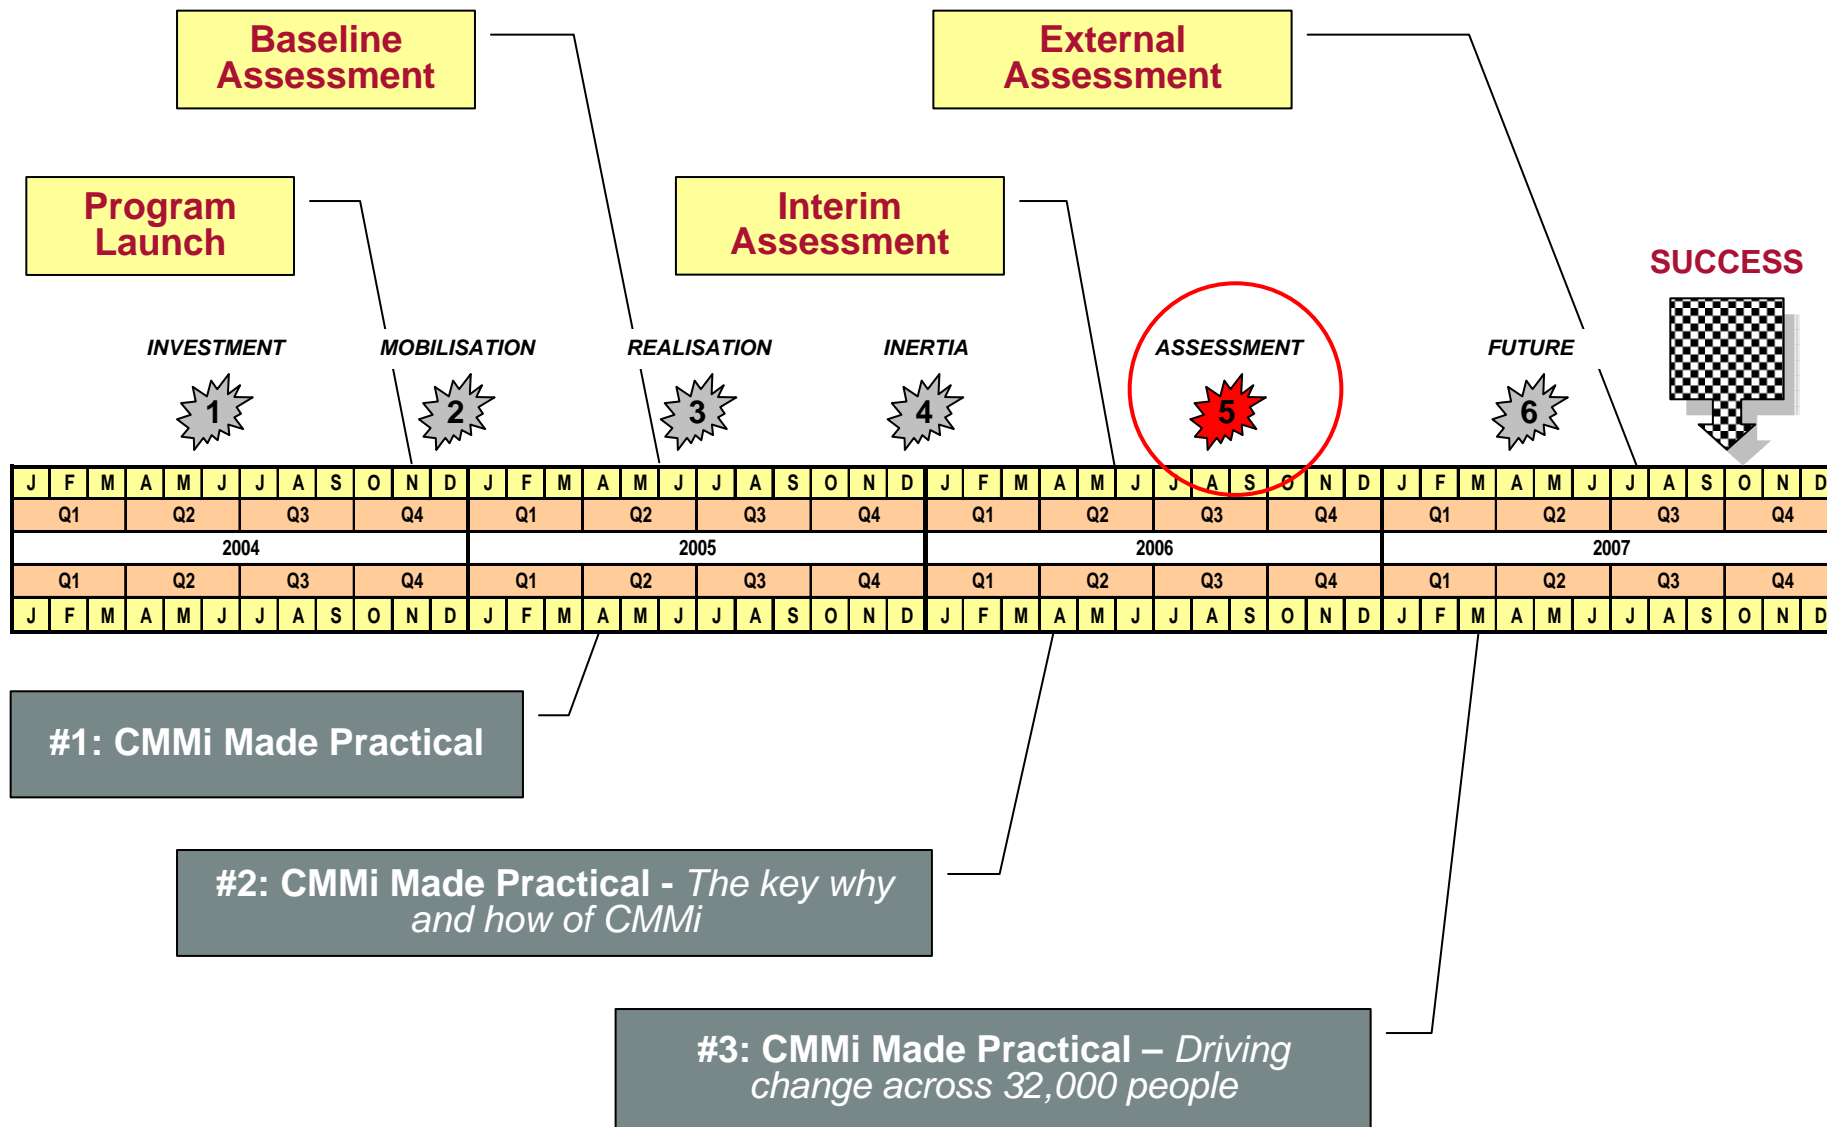 Baseline
Assessment
External
Assessment
Program
Launch
Interim
Assessment
SUCCESS
INVESTMENT MOBILISATION REALISATION INERTIA ASSESSMENT FUTURE
1 2 3 4 5 6
J F M A M J J A S O N D J F M A M J J A S O N D J F M A M J J A S O N D J F M A M J J A S O N D
Q1 Q2 Q3 Q4 Q1 Q2 Q3 Q4 Q1 Q2 Q3 Q4 Q1 Q2 Q3 Q4
2004 2005 2006 2007
Q1 Q2 Q3 Q4 Q1 Q2 Q3 Q4 Q1 Q2 Q3 Q4 Q1 Q2 Q3 Q4
J F M A M J J A S O N D J F M A M J J A S O N D J F M A M J J A S O N D J F M A M J J A S O N D
#1: CMMi Made Practical
#2: CMMi Made Practical - The key why
and how of CMMi
#3: CMMi Made Practical – Driving
change across 32,000 people